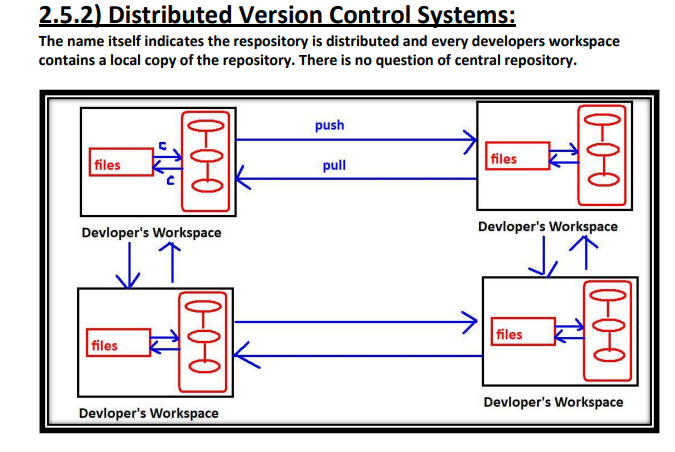 2.5.2) Distributed Version Control Systems:
The name itself indicates the respository is distributed and every developers workspace
contains a local copy of the repository. There is no question of central repository.
push
C
files
pull
files
C
Devloper's Workspace
Devloper's Workspace
files
files
Devloper's Workspace
Devloper's Workspace